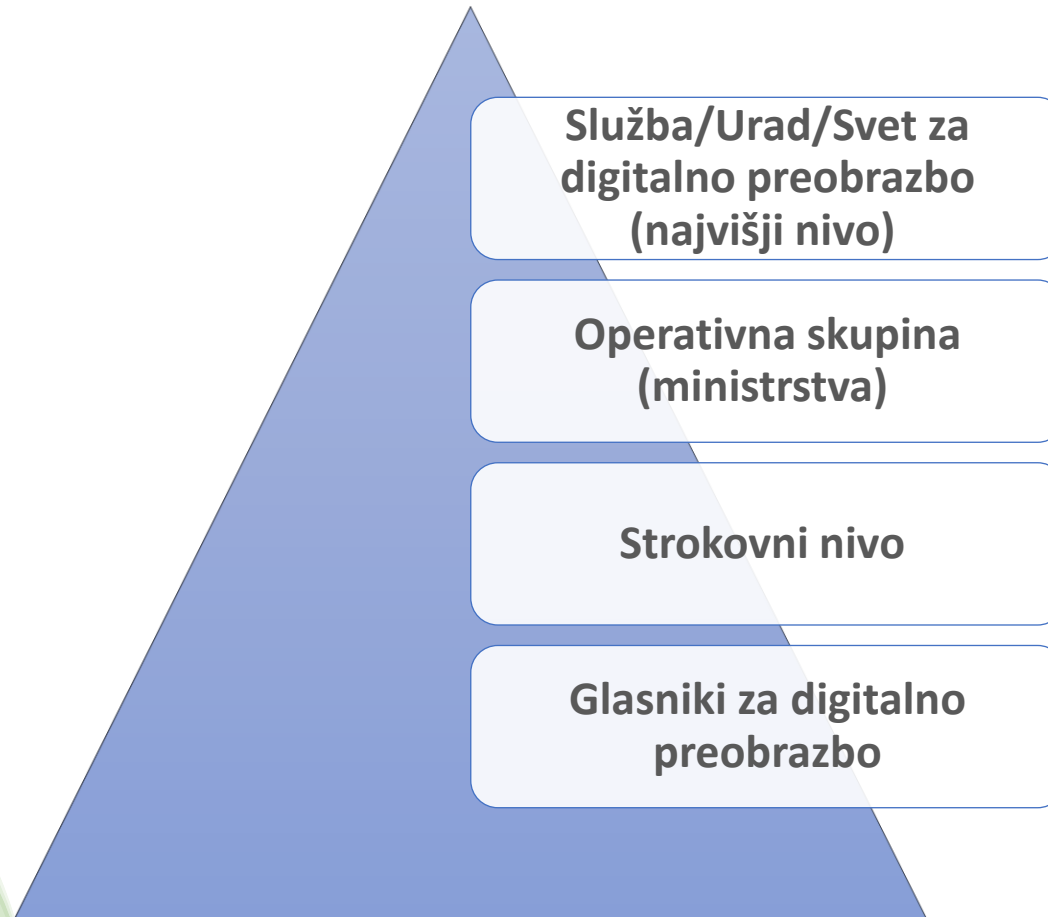 Služba/Urad/Svet za
digitalno preobrazbo
(najvišji nivo)
Operativna skupina
(ministrstva)
Strokovni nivo
Glasniki za digitalno
preobrazbo